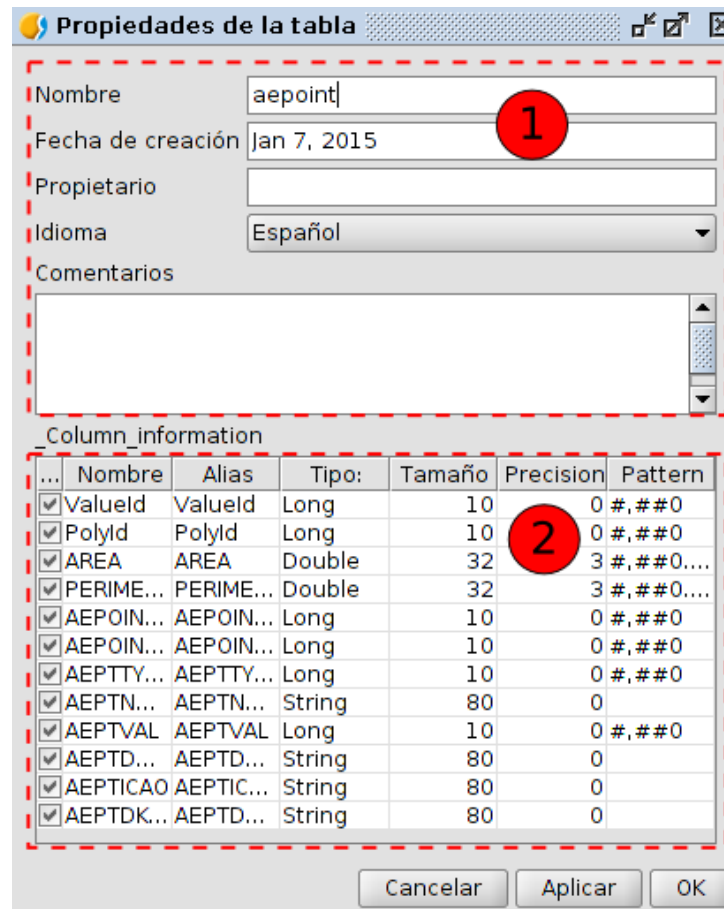 Propiedades de la tabla
Nombre aepoint
1
Fecha de creación Jan 7, 2015
Propietario
Idioma Español
Comentarios
_Column_information
... Nombre Alias Tipo: Tamaño Precision Pattern
ValueId ValueId Long 10 0 #,##0
PolyId PolyId Long 10 0 #,##0
2
AREA AREA Double 32 3 #,##0....
PERIME... PERIME... Double 32 3 #,##0....
AEPOIN... AEPOIN... Long 10 0 #,##0
AEPOIN... AEPOIN... Long 10 0 #,##0
AEPTTY... AEPTTY... Long 10 0 #,##0
AEPTN... AEPTN... String 80 0
AEPTVAL AEPTVAL Long 10 0 #,##0
AEPTD... AEPTD... String 80 0
AEPTICAO AEPTIC... String 80 0
AEPTDK... AEPTD... String 80 0
Cancelar Aplicar OK